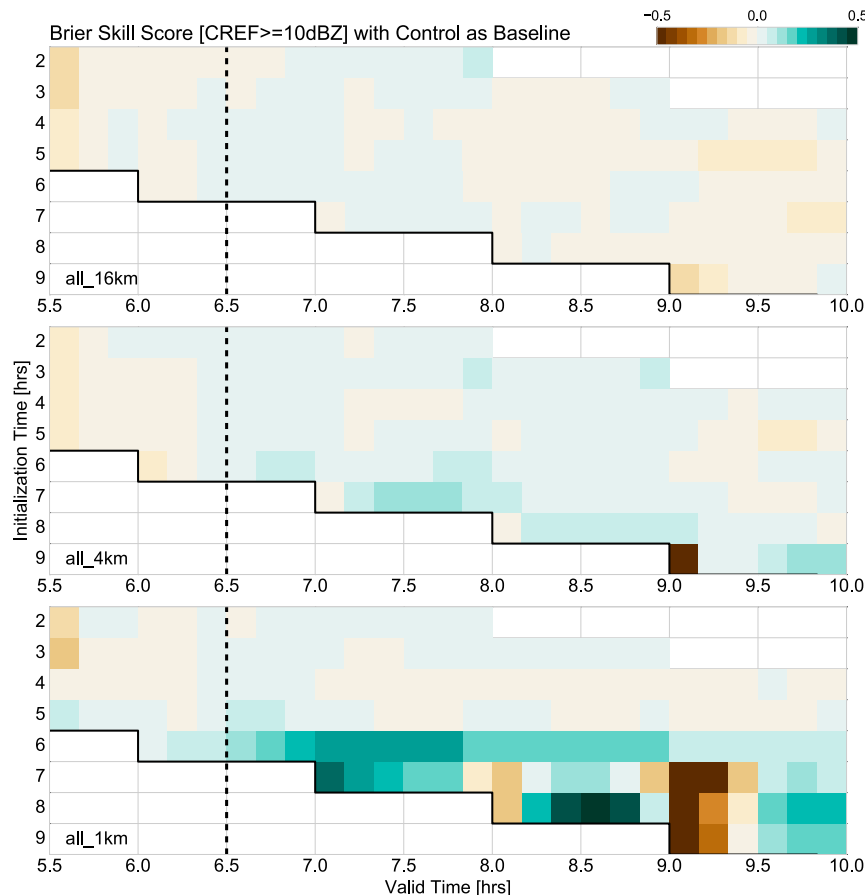 Brier Skill Score [CREF>=10dBZ] with Control as Baseline
−0.5 0.0 0.5
2
3
4
5
6
7
8
9
all_16km
5.5 6.0 6.5 7.0 7.5 8.0 8.5 9.0 9.5 10.0
Initialization Time [hrs]
2
3
4
5
6
7
8
9
all_4km
5.5 6.0 6.5 7.0 7.5 8.0 8.5 9.0 9.5 10.0
2
3
4
5
6
7
8
9
all_1km
5.5 6.0 6.5 7.0 7.5 8.0 8.5 9.0 9.5 10.0
Valid Time [hrs]